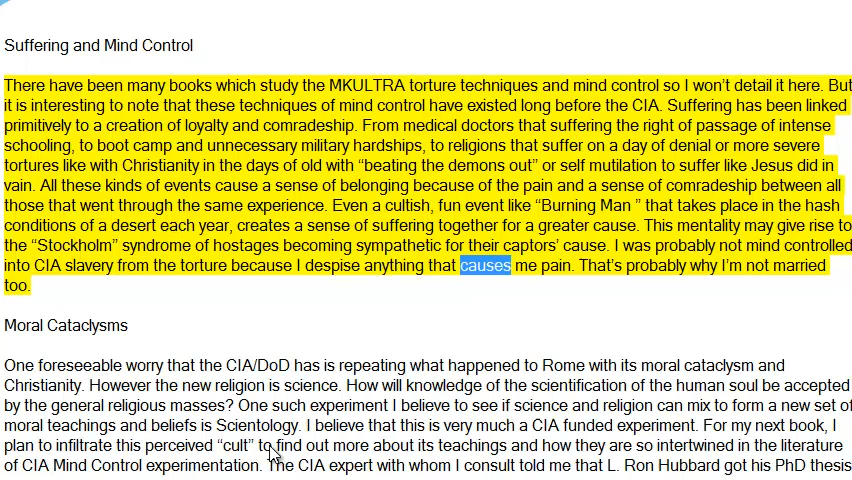 Suffering and Mind Control
There have been many books which study the MKULTRA torture techniques and mind control so I won't detail it here. But
it is interesting to note that these techniques of mind control have existed long before the CIA. Suffering has been linked
primitively to a creation of loyalty and comradeship. From medical doctors that suffering the right of passage of intense
schooling, to boot camp and unnecessary military hardships, to religions that suffer on a day of denial or more severe
tortures like with Christianity in the days of old with “beating the demons out” or self mutilation to suffer like Jesus did in
vain. All these kinds of events cause a sense of belonging because of the pain and a sense of comradeship between all
those that went through the same experience. Even a cultish, fun event like “Burning Man ” that takes place in the hash
conditions of a desert each year, creates a sense of suffering together for a greater cause. This mentality may give rise to
the “Stockholm” syndrome of hostages becoming sympathetic for their captors’ cause. I was probably not mind controlled
into CIA slavery from the torture because I despise anything that causes me pain. That’s probably why I’m not married
too.
Moral Cataclysms
One foreseeable worry that the CIA/DoD has is repeating what happened to Rome with its moral cataclysm and
Christianity. However the new religion is science. How will knowledge of the scientification of the human soul be accepted
by the general religious masses? One such experiment I believe to see if science and religion can mix to form a new set of
moral teachings and beliefs is Scientology. I believe that this is very much a CIA funded experiment. For my next book, I
plan to infiltrate this perceived “cult” to find out more about its teachings and how they are so intertwined in the literature
of CIA Mind Control experimentation. The CIA expert with whom I consult told me that L. Ron Hubbard got his PhD thesis